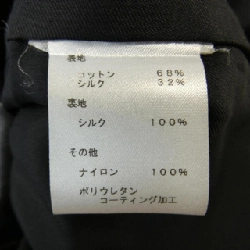 裏地
コットン 68%
シルク 32%
裏地
シルク 100%
その他
ナイロン 100%
ポリウレタン
コーティング加工